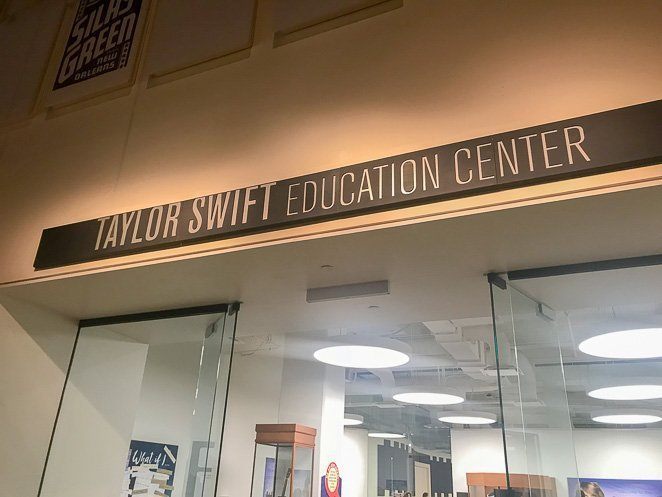 SILAS
GREEN
NEW
ORLEANS
TAYLOR SWIFT EDUCATION CENTER
What if I